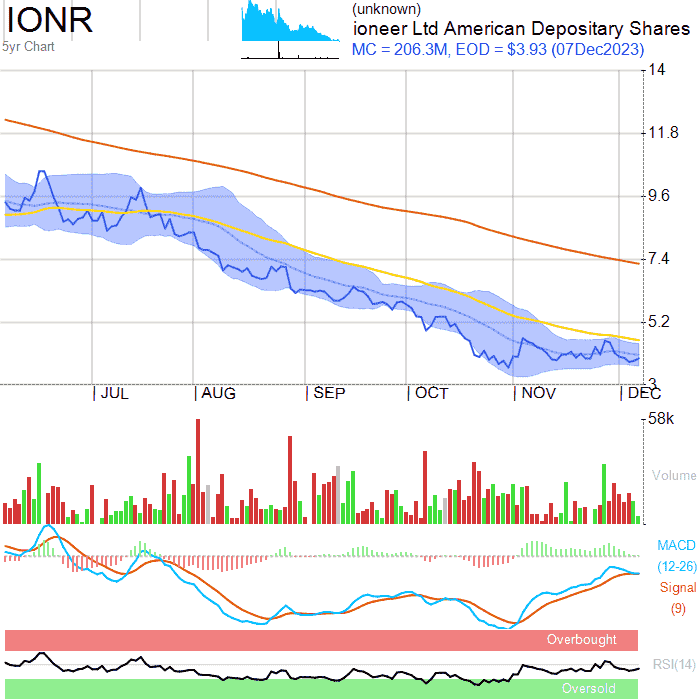 IONR
5yr Chart
(unknown)
ioneer Ltd American Depositary Shares
MC = 206.3M, EOD = $3.93 (07Dec2023)
14
11.8
9.6
7.4
5.2
3
JUL
AUG
SEP
OCT
NOV
DEC
58k
Volume
MACD
(12-26)
Signal
(9)
Overbought
RSI(14)
Oversold